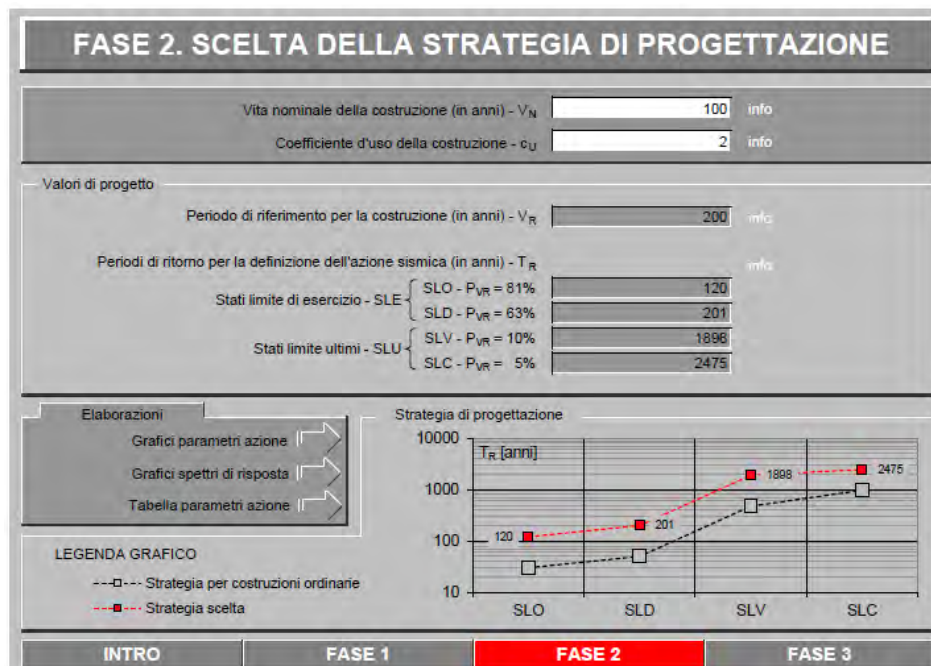 FASE 2. SCELTA DELLA STRATEGIA DI PROGETTAZIONE
Vita nominale della costruzione (in anni) - VN 100 info
Coefficiente d'uso della costruzione - cU 2 info
Valori di progetto
Periodo di riferimento per la costruzione (in anni) - VR 200 info
Periodi di ritorno per la definizione dell'azione sismica (in anni) - TR info
Stati limite di esercizio - SLE
SLO - PVR = 81% 120
SLD - PVR = 63% 201
Stati limite ultimi - SLU
SLV - PVR = 10% 1898
SLC - PVR = 5% 2475
Elaborazioni
Grafici parametri azione
Grafici spettri di risposta
Tabella parametri azione
Strategia di progettazione
TR [anni]
10000
1000
100
10
120
201
1898
2475
SLO SLD SLV SLC
LEGENDA GRAFICO
Strategia per costruzioni ordinarie
Strategia scelta
INTRO FASE 1 FASE 2 FASE 3